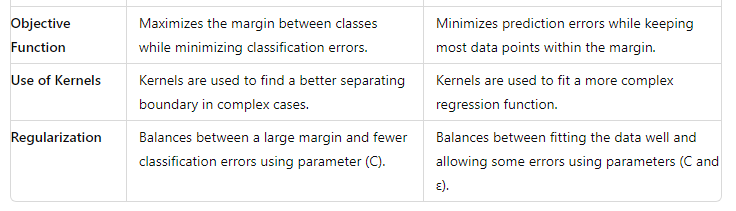 Objective
Function
Maximizes the margin between classes
while minimizing classification errors.
Minimizes prediction errors while keeping
most data points within the margin.
Use of Kernels
Kernels are used to find a better separating
boundary in complex cases.
Kernels are used to fit a more complex
regression function.
Regularization
Balances between a large margin and fewer
classification errors using parameter (C).
Balances between fitting the data well and
allowing some errors using parameters (C and
ε).